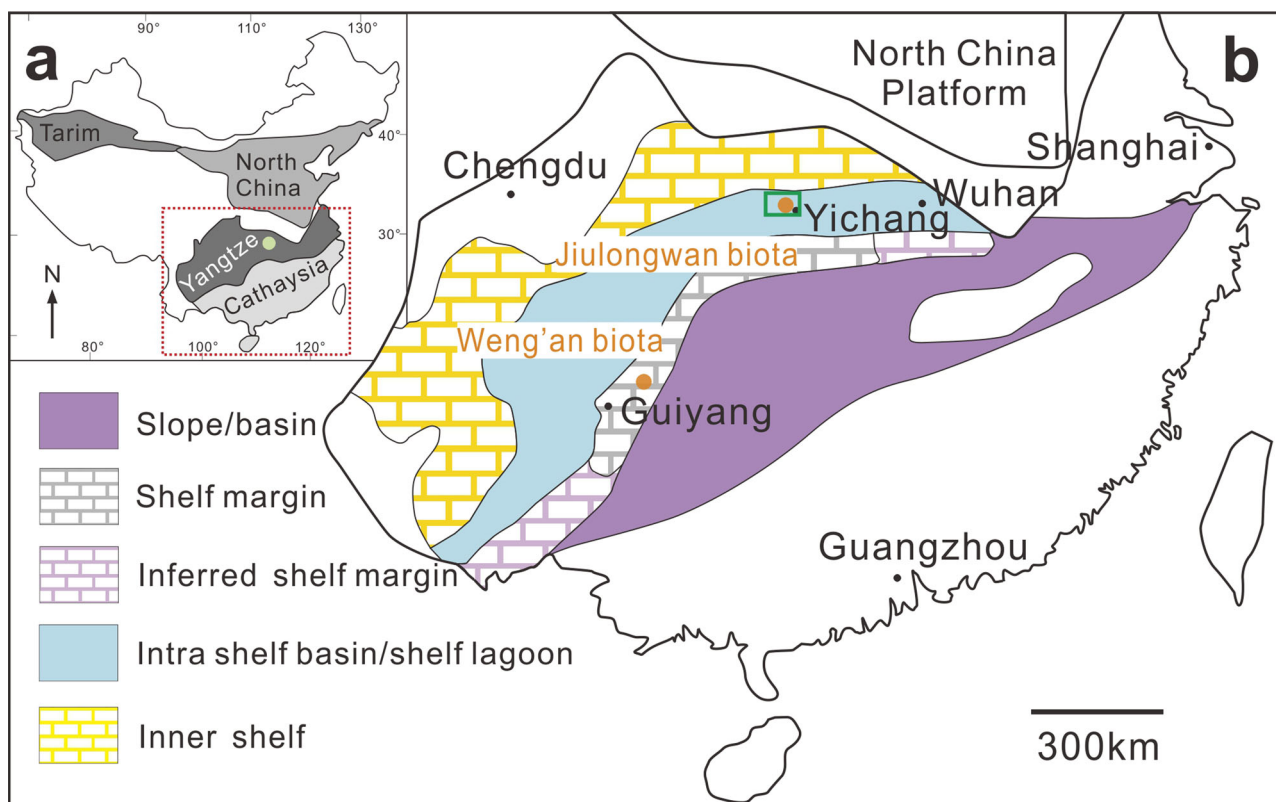 90°
110°
130°
a
Tarim
North
China
40°
30°
Yangtze
Cathaysia
N
80°
100°
120°
b
North China
Platform
Shanghai
Chengdu
Wuhan
Yichang
Jiulongwan biota
Weng’an biota
Guiyang
Guangzhou
Slope/basin
Shelf margin
Inferred shelf margin
Intra shelf basin/shelf lagoon
Inner shelf
300km